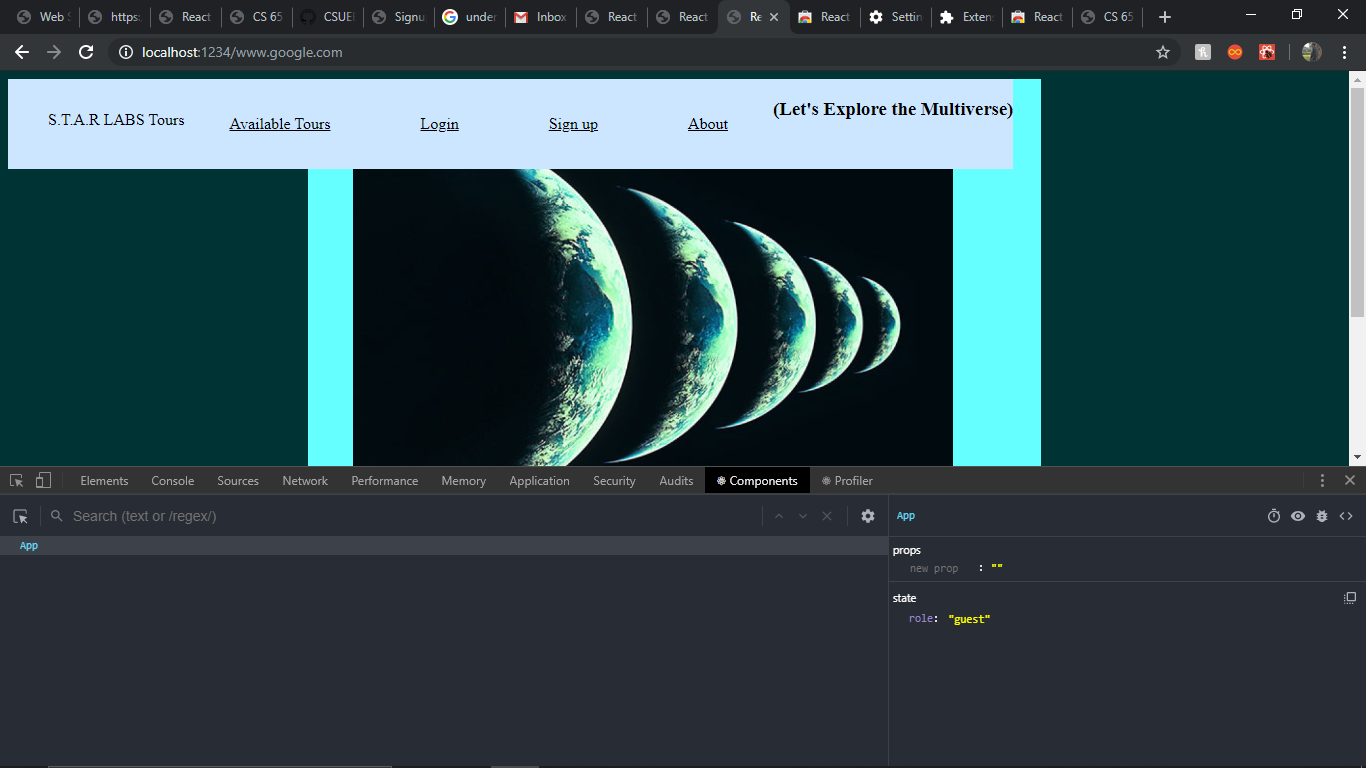 Web S https: React CS 65 CSUE Signu under Inbox React React Re React Settin Exten React CS 65
localhost:1234/www.google.com
S.T.A.R LABS Tours Available Tours Login Sign up About (Let's Explore the Multiverse)
Elements Console Sources Network Performance Memory Application Security Audits Components Profiler
Search (text or /regex/)
App
App
props
new prop : ""
state
role: "guest"